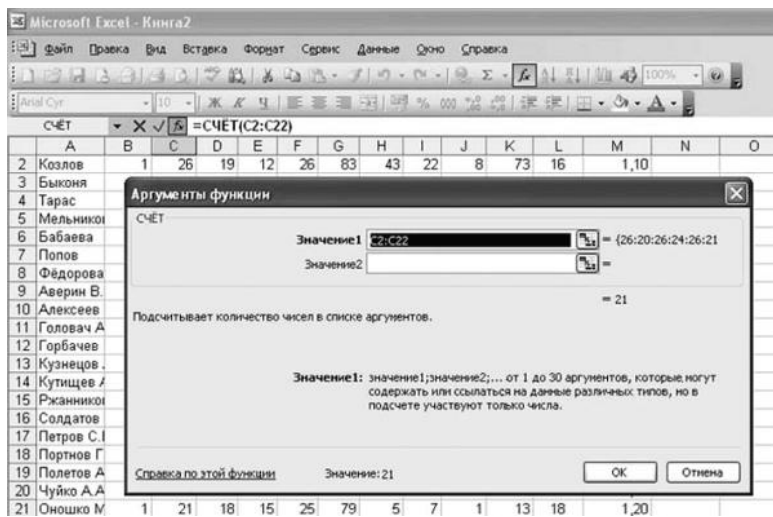 Microsoft Excel - Книга2
Файл Правка Вид Вставка Формат Сервис Данные Окно Справка
100%
Arial Cyr 10 Ж К Ч % 000
СЧЁТ =СЧЁТ(C2:C22)
A B C D E F G H I J K L M N O
2 Козлов 1 26 19 12 26 83 43 22 8 73 16 1,10
3 Быконя
4 Тарас
5 Мельников
6 Бабаева
7 Попов
8 Фёдорова
9 Аверин В.
10 Алексеев
11 Головач А
12 Горбачев
13 Кузнецов
14 Кутищев
15 Ржанников
16 Солдатов
17 Петров С.
18 Портнов Г
19 Полетов А
20 Чуйко А.А
21 Оношко М 1 21 18 15 25 79 5 7 1 13 18 1,20
Аргументы функции
СЧЁТ
Значение1 C2:C22 = {26:20:26:24:26:21
Значение2 =
= 21
Подсчитывает количество чисел в списке аргументов.
Значение1: значение1;значение2;... от 1 до 30 аргументов, которые могут
содержать или ссылаться на данные различных типов, но в
подсчете участвуют только числа.
Справка по этой функции Значение:21 ОК Отмена